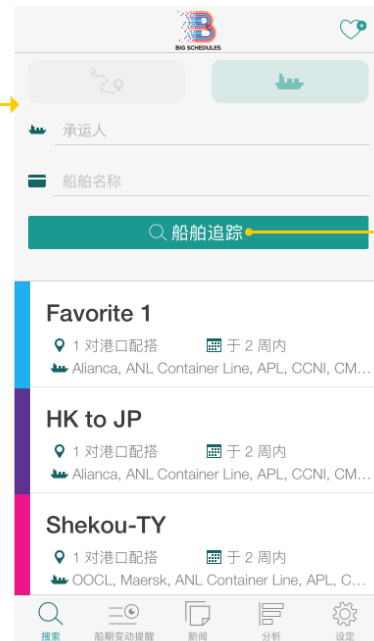 BIG SCHEDULES
承运人
船舶名称
船舶追踪
Favorite 1
1 对港口配搭 于 2 周内
Alianca, ANL Container Line, APL, CCNI, CM...
HK to JP
1 对港口配搭 于 2 周内
Alianca, ANL Container Line, APL, CCNI, CM...
Shekou-TY
1 对港口配搭 于 2 周内
OOCL, Maersk, ANL Container Line, APL, C...
搜索 船期变动提醒 新闻 分析 设定